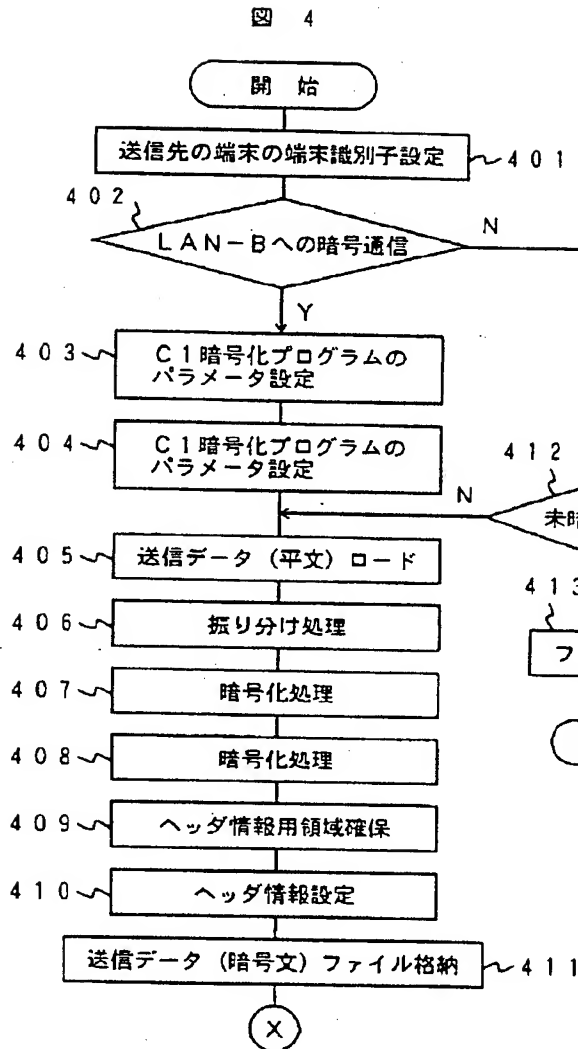 図 4
開 始
送信先の端末の端末識別子設定
401
402
LAN-Bへの暗号通信
N
Y
403
C1暗号化プログラムの
パラメータ設定
404
C1暗号化プログラムの
パラメータ設定
412
N
未暗
405
送信データ (平文) ロード
406
振り分け処理
413
フ
407
暗号化処理
408
暗号化処理
409
ヘッダ情報用領域確保
410
ヘッダ情報設定
送信データ (暗号文) ファイル格納
411
X